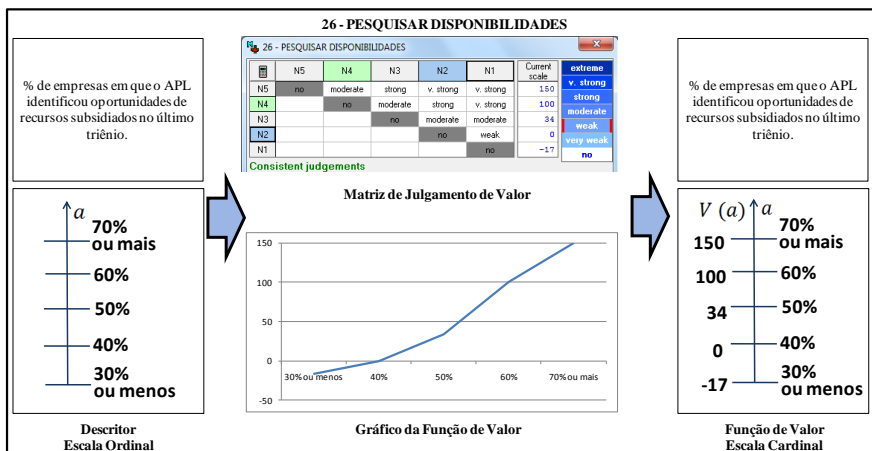 26 - PESQUISAR DISPONIBILIDADES
% de empresas em que o APL
identificou oportunidades de
recursos subsidiados no último
triênio.
26 - PESQUISAR DISPONIBILIDADES
N5 N4 N3 N2 N1 Current scale
N5 no moderate strong v. strong v. strong 150
N4 no moderate strong v. strong 100
N3 no moderate moderate 34
N2 no weak 0
N1 no -17
Consistent judgements
extreme
v. strong
strong
moderate
weak
very weak
no
% de empresas em que o APL
identificou oportunidades de
recursos subsidiados no último
triênio.
Matriz de Julgamento de Valor
a
70%
ou mais
60%
50%
40%
30%
ou menos
150
100
50
0
-50
30% ou menos 40% 50% 60% 70% ou mais
V (a) a
150 70%
ou mais
100 60%
34 50%
0 40%
-17 30%
ou menos
Descritor
Escala Ordinal
Gráfico da Função de Valor
Função de Valor
Escala Cardinal